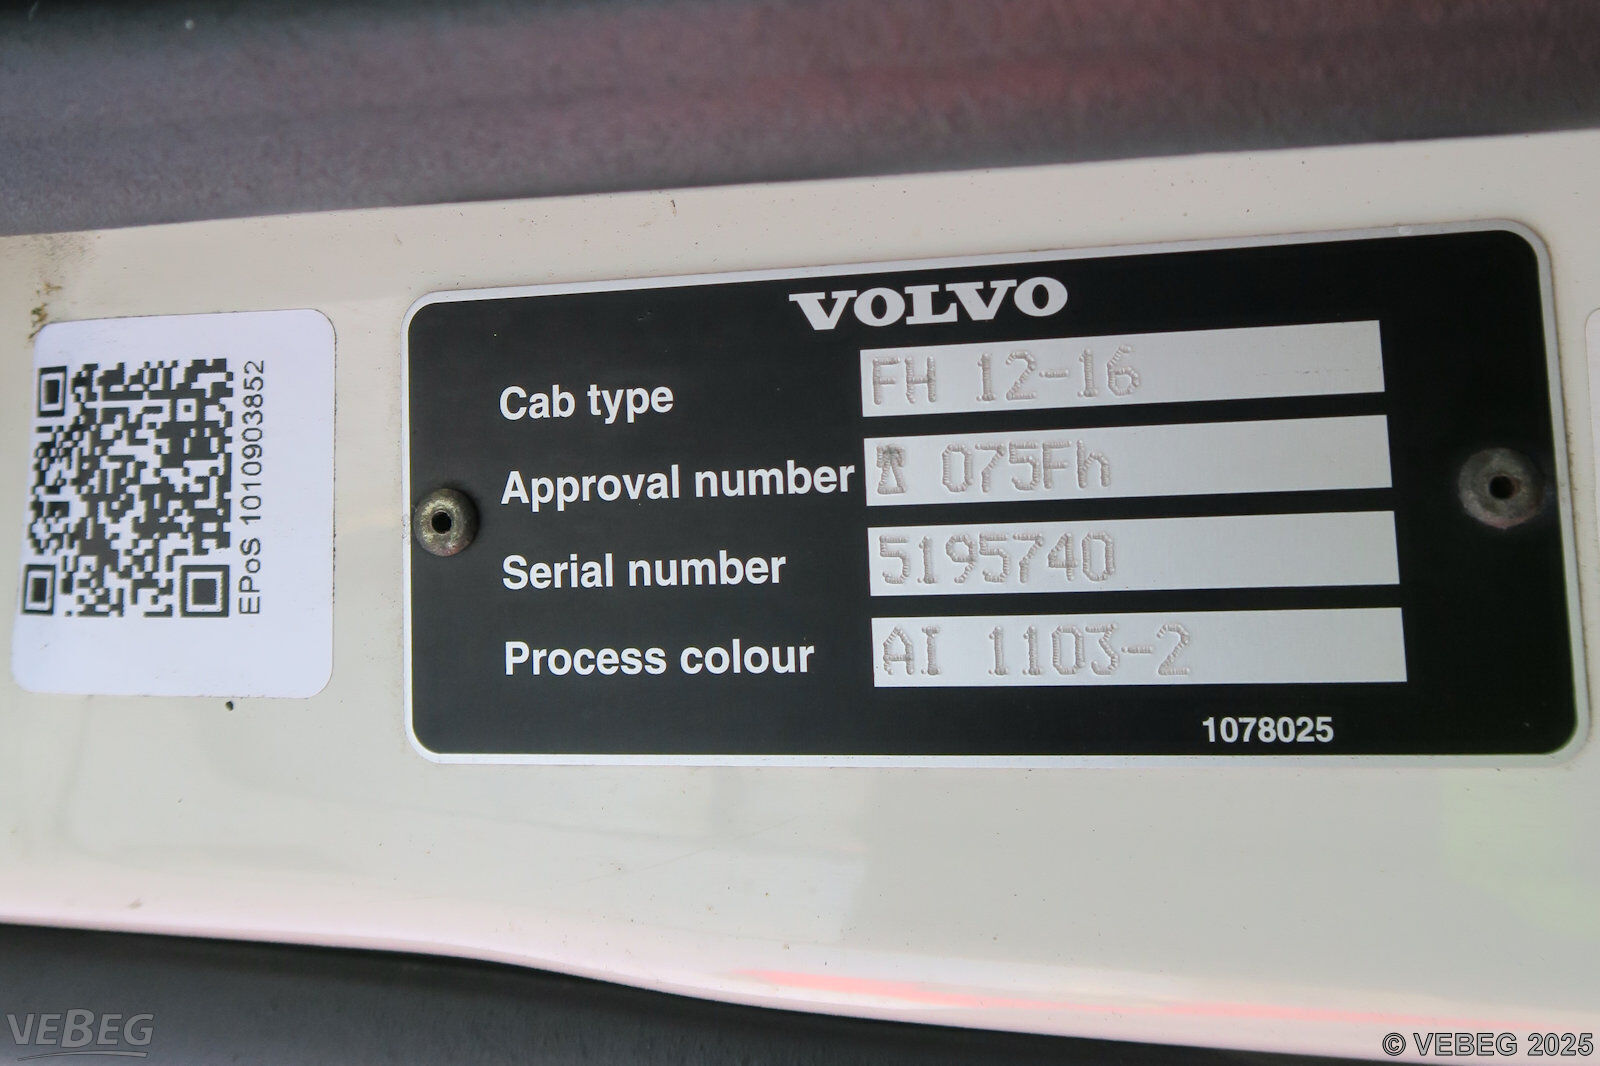 VOLVO
Cab type FH 12-16
Approval number 075Fh
Serial number 5195740
Process colour AI 1103-2
1078025
EPoS 1010903852
VEBEG
© VEBEG 2025